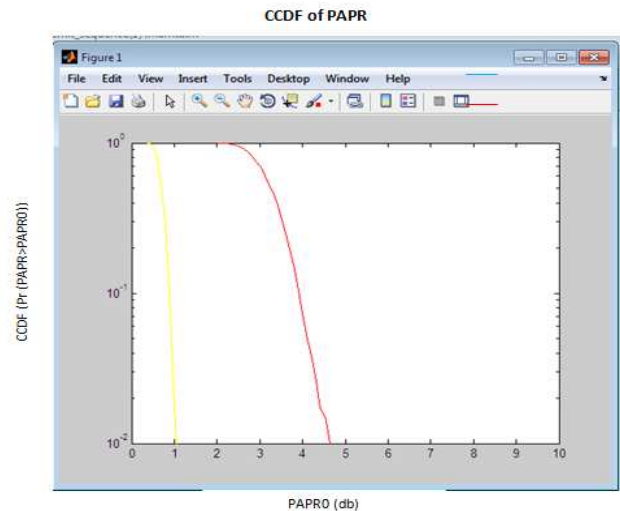 CCDF of PAPR
Figure 1
File Edit View Insert Tools Desktop Window Help
CCDF (Pr (PAPR>PAPR0))
10^0
10^-1
10^-2
0 1 2 3 4 5 6 7 8 9 10
PAPR0 (db)